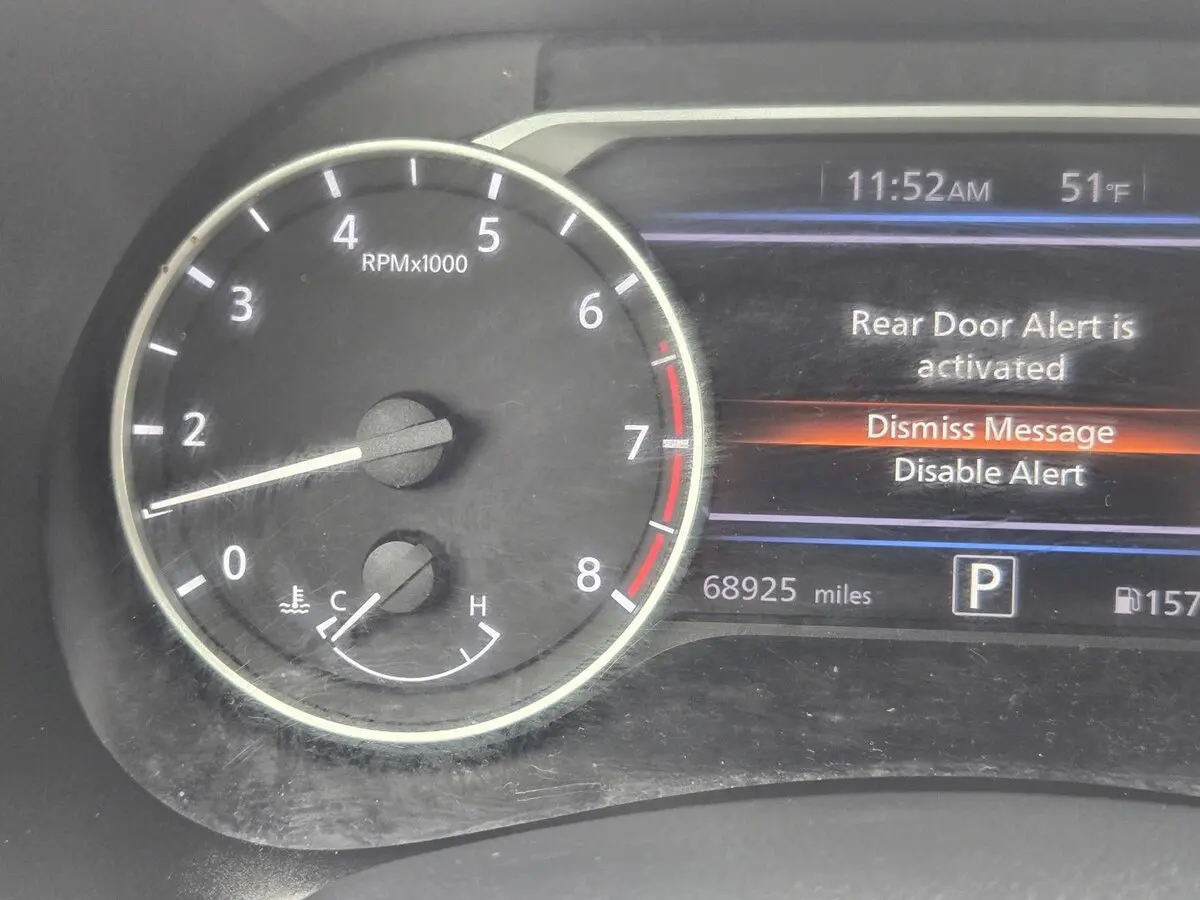 11:52AM 51°F
4 5
RPMx1000
3 6
Rear Door Alert is
activated
2 7
Dismiss Message
Disable Alert
0 8
C H
68925 miles P 157